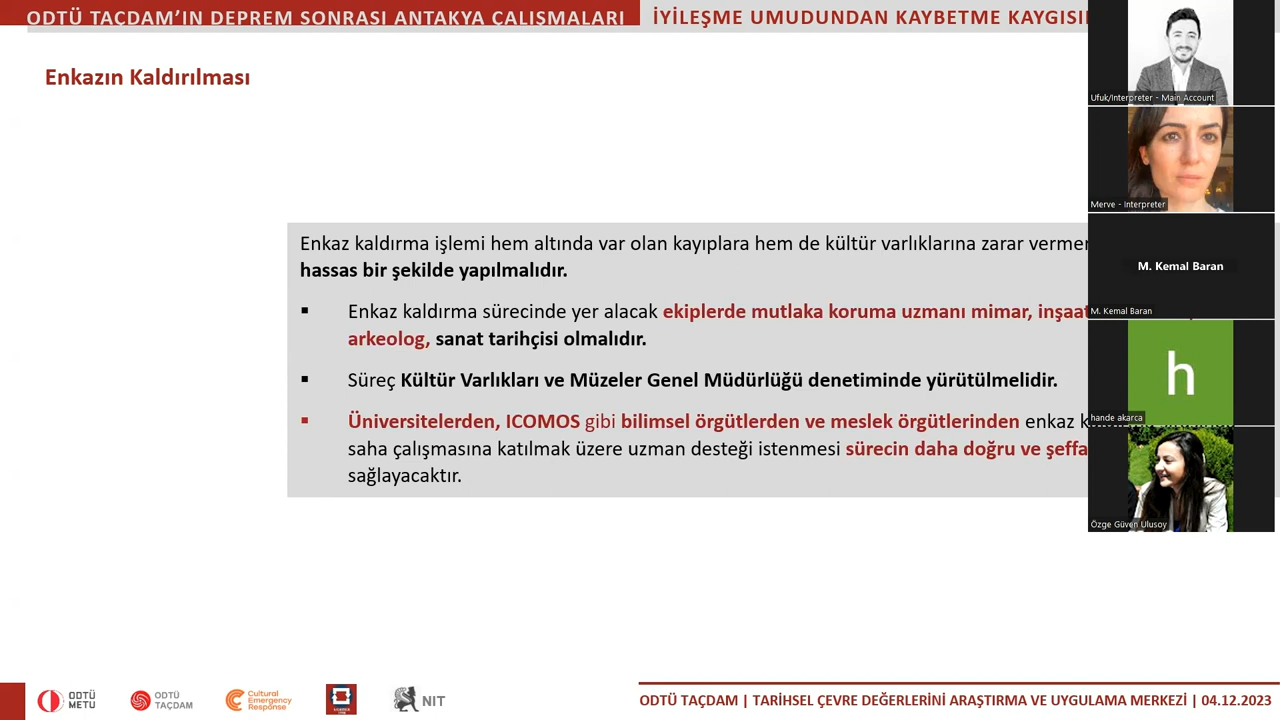 ODTÜ TAÇDAM’IN DEPREM SONRASI ANTAKYA ÇALIŞMALARI
İYİLEŞME UMUDUNDAN KAYBETME
Enkazın Kaldırılması
Enkaz kaldırma işlemi hem altında var olan kayıplara hem de kültür varlıklarına zarar
hassas bir şekilde yapılmalıdır.
▪ Enkaz kaldırma sürecinde yer alacak ekiplerde mutlaka koruma uzmanı mimar,
arkeolog, sanat tarihçisi olmalıdır.
▪ Süreç Kültür Varlıkları ve Müzeler Genel Müdürlüğü denetiminde yürütülmelidir.
▪ Üniversitelerden, ICOMOS gibi bilimsel örgütlerden ve meslek örgütlerinden enkaz
saha çalışmasına katılmak üzere uzman desteği istenmesi sürecin daha doğru ve
sağlayacaktır.
Ufuk/Interpreter - Main Account
Merve - Interpreter
M. Kemal Baran
M. Kemal Baran
h
hande akarca
Özge Güven Ulusoy
ODTÜ
METU
ODTÜ
TAÇDAM
Cultural
Emergency
Response
NIT
ODTÜ TAÇDAM | TARİHSEL ÇEVRE DEĞERLERİNİ ARAŞTIRMA VE UYGULAMA MERKEZİ | 04.12.2023